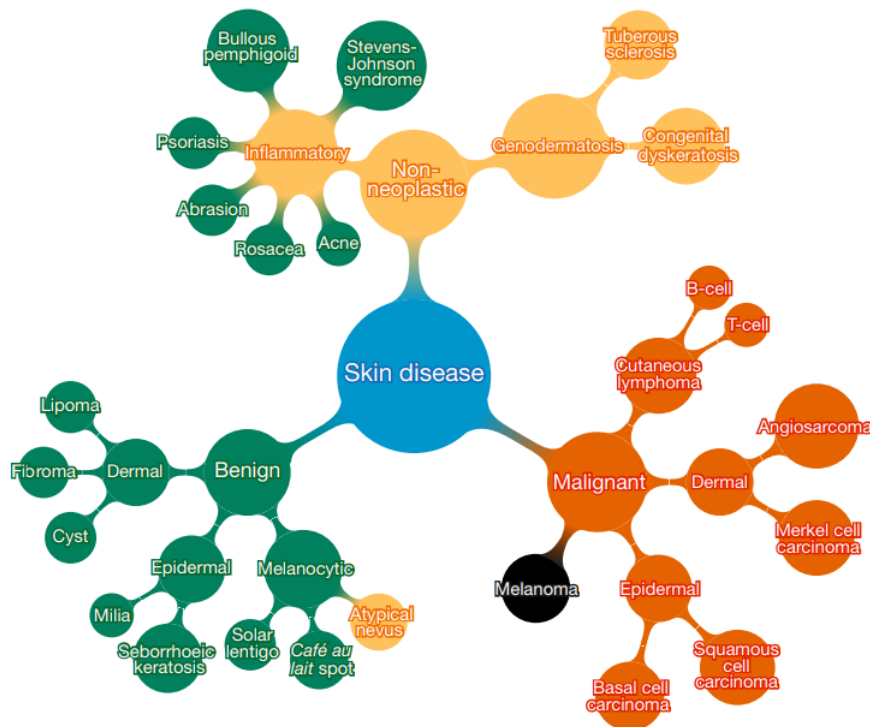 Bullous
pemphigoid
Stevens-
Johnson
syndrome
Tuberous
sclerosis
Psoriasis
Inflammatory
Genodermatosis
Congenital
dyskeratosis
Non-
neoplastic
Abrasion
Rosacea
Acne
B-cell
T-cell
Skin disease
Cutaneous
lymphoma
Lipoma
Angiosarcoma
Fibroma
Dermal
Benign
Malignant
Dermal
Cyst
Merkel cell
carcinoma
Epidermal
Melanocytic
Melanoma
Epidermal
Milia
Atypical
nevus
Solar
lentigo
Café au
lait spot
Seborrhoeic
keratosis
Squamous
cell
carcinoma
Basal cell
carcinoma